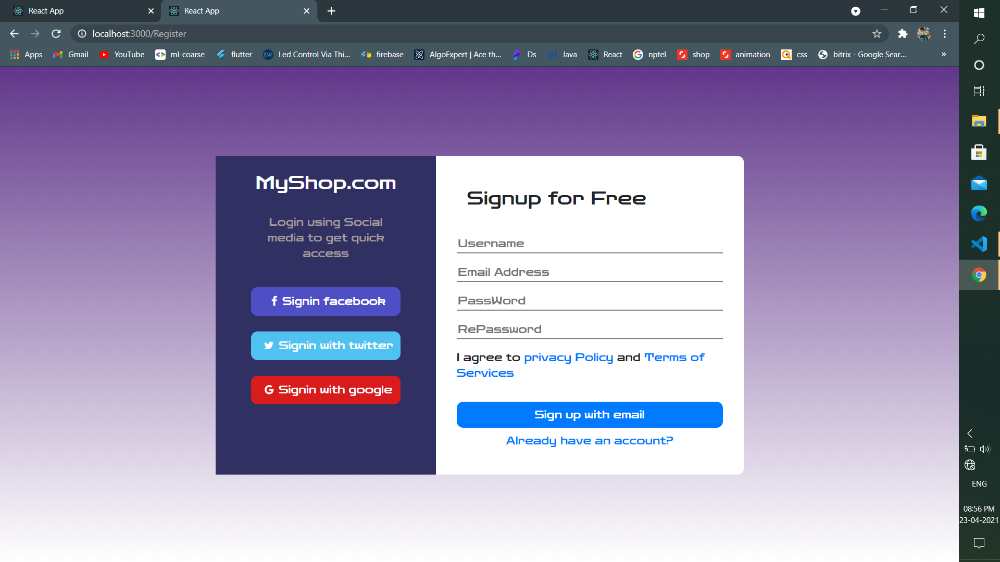 React App
React App
localhost:3000/Register
Apps Gmail YouTube ml-coarse flutter Led Control Via Thi... firebase AlgoExpert | Ace th... Ds Java React nptel shop animation css bitrix - Google Sear... »
MyShop.com
Login using Social
media to get quick
access
Signin facebook
Signin with twitter
Signin with google
Signup for Free
Username
Email Address
PassWord
RePassword
I agree to privacy Policy and Terms of
Services
Sign up with email
Already have an account?
ENG
08:56 PM
23-04-2021